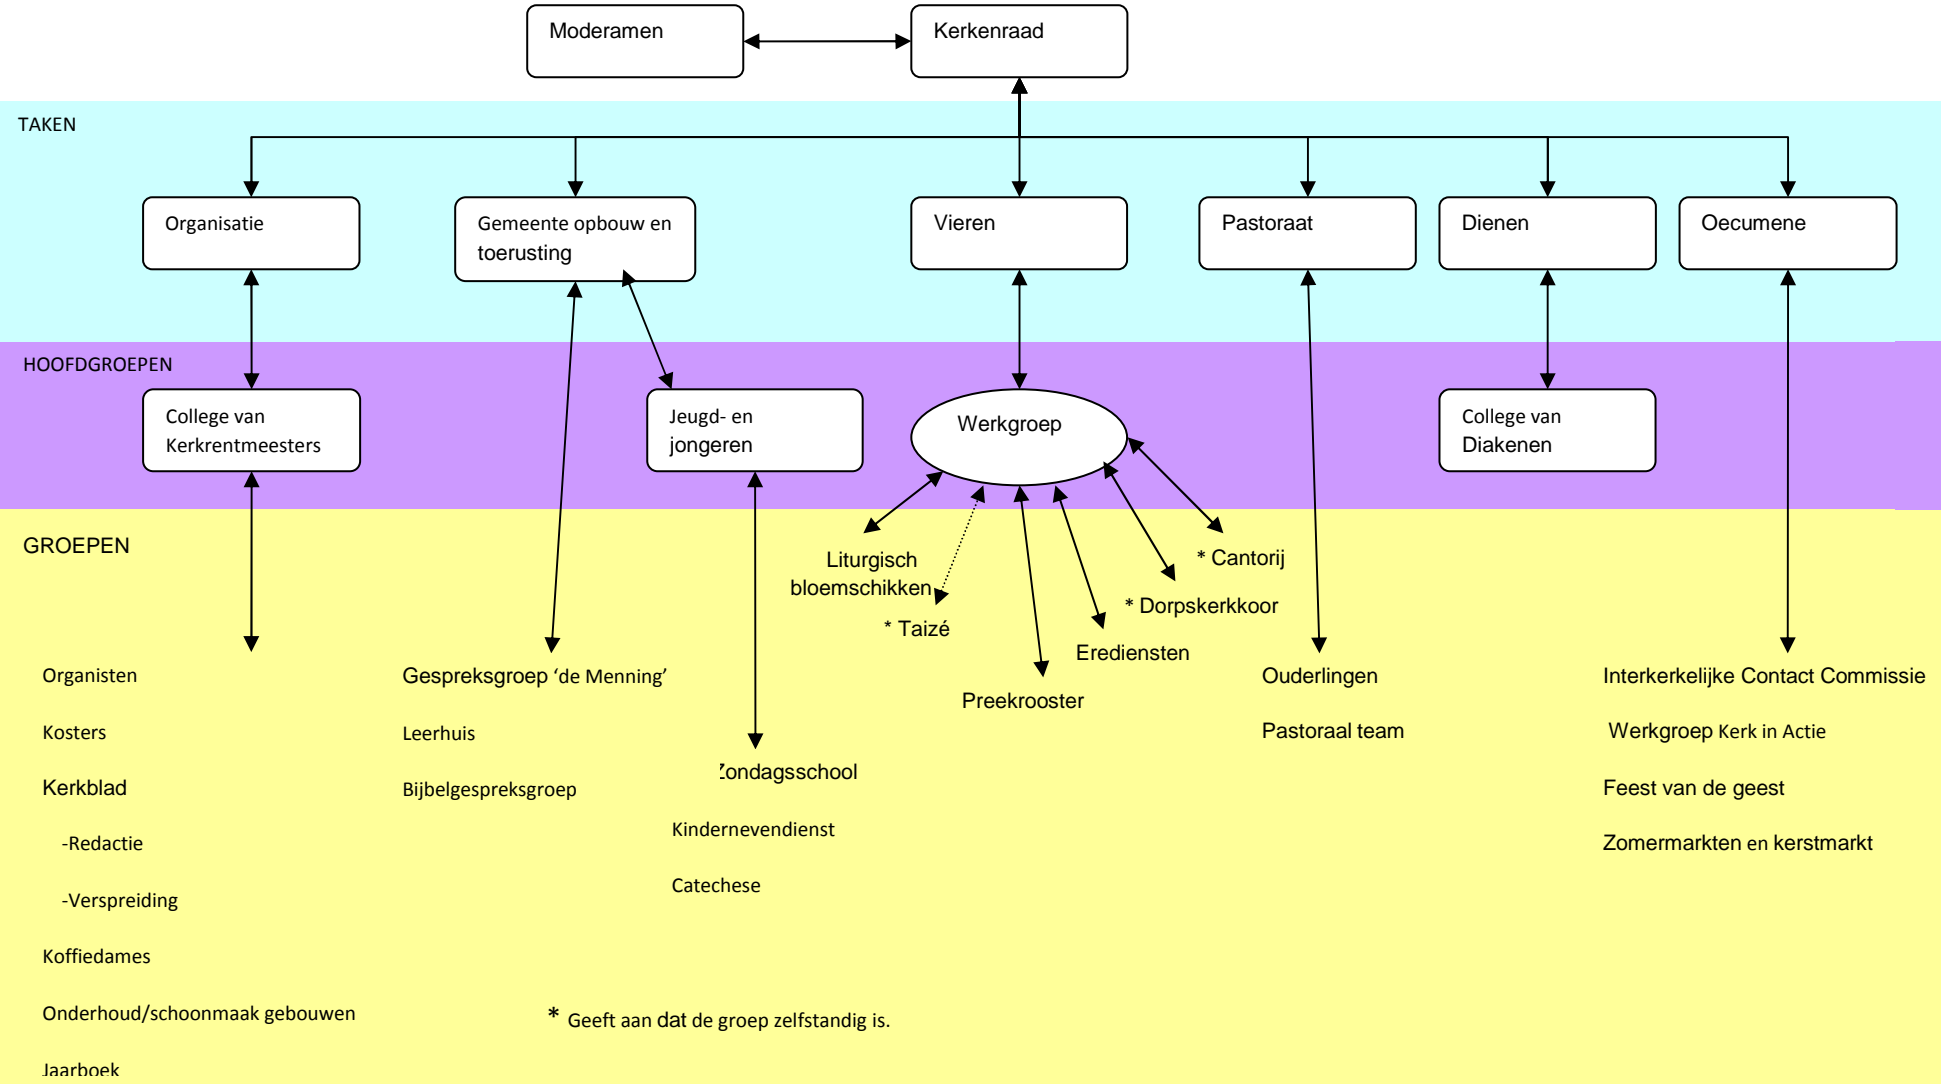 Moderamen
Kerkenraad
TAKEN
Organisatie
Gemeente opbouw en
toerusting
Vieren
Pastoraat
Dienen
Oecumene
HOOFDGROEPEN
College van
Kerkrentmeesters
Jeugd- en
jongeren
Werkgroep
College van
Diakenen
GROEPEN
Liturgisch
bloemschikken
* Taizé
Preekrooster
Erediensten
* Dorpskerkkoor
* Cantorij
Organisten
Kosters
Kerkblad
-Redactie
-Verspreiding
Koffiedames
Onderhoud/schoonmaak gebouwen
Jaarboek
Gespreksgroep ‘de Menning’
Leerhuis
Bijbelgespreksgroep
Zondagsschool
Kindernevendienst
Catechese
Ouderlingen
Pastoraal team
Interkerkelijke Contact Commissie
Werkgroep Kerk in Actie
Feest van de geest
Zomermarkten en kerstmarkt
* Geeft aan dat de groep zelfstandig is.